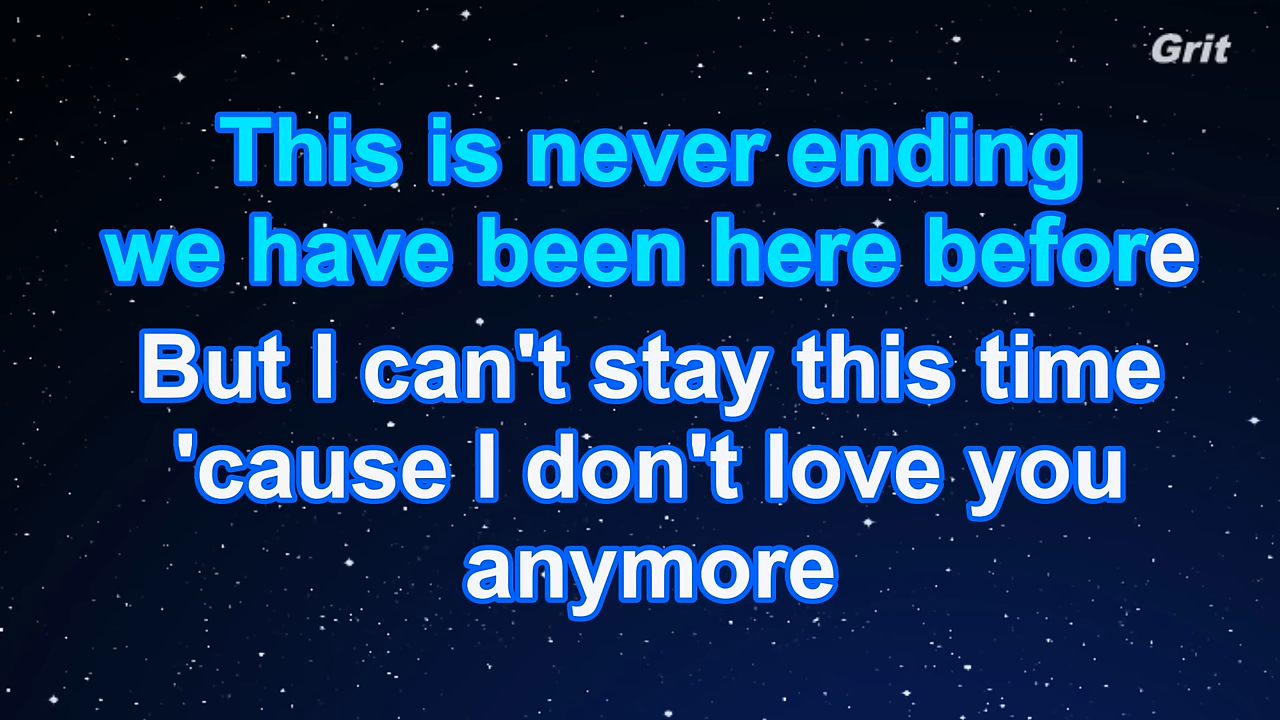 Grit
This is never ending
we have been here before
But I can't stay this time
'cause I don't love you
anymore